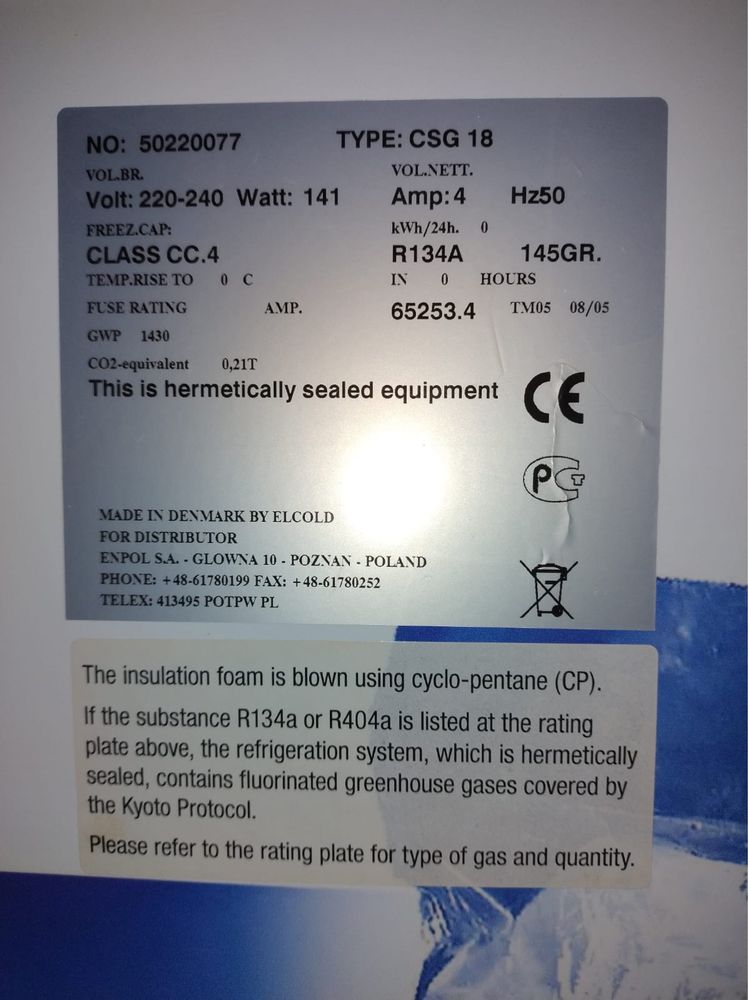 NO: 50220077 TYPE: CSG 18
VOL.BR. VOL.NETT.
Volt: 220-240 Watt: 141 Amp: 4 Hz50
FREEZ.CAP: kWh/24h. 0
CLASS CC.4 R134A 145GR.
TEMP.RISE TO 0 C IN 0 HOURS
FUSE RATING AMP. 65253.4 TM05 08/05
GWP 1430
CO2-equivalent 0,21T
This is hermetically sealed equipment CE
PCT
MADE IN DENMARK BY ELCOLD
FOR DISTRIBUTOR
ENPOL S.A. - GLOWNA 10 - POZNAN - POLAND
PHONE: +48-61780199 FAX: +48-61780252
TELEX: 413495 POTPW PL
The insulation foam is blown using cyclo-pentane (CP).
If the substance R134a or R404a is listed at the rating
plate above, the refrigeration system, which is hermetically
sealed, contains fluorinated greenhouse gases covered by
the Kyoto Protocol.
Please refer to the rating plate for type of gas and quantity.